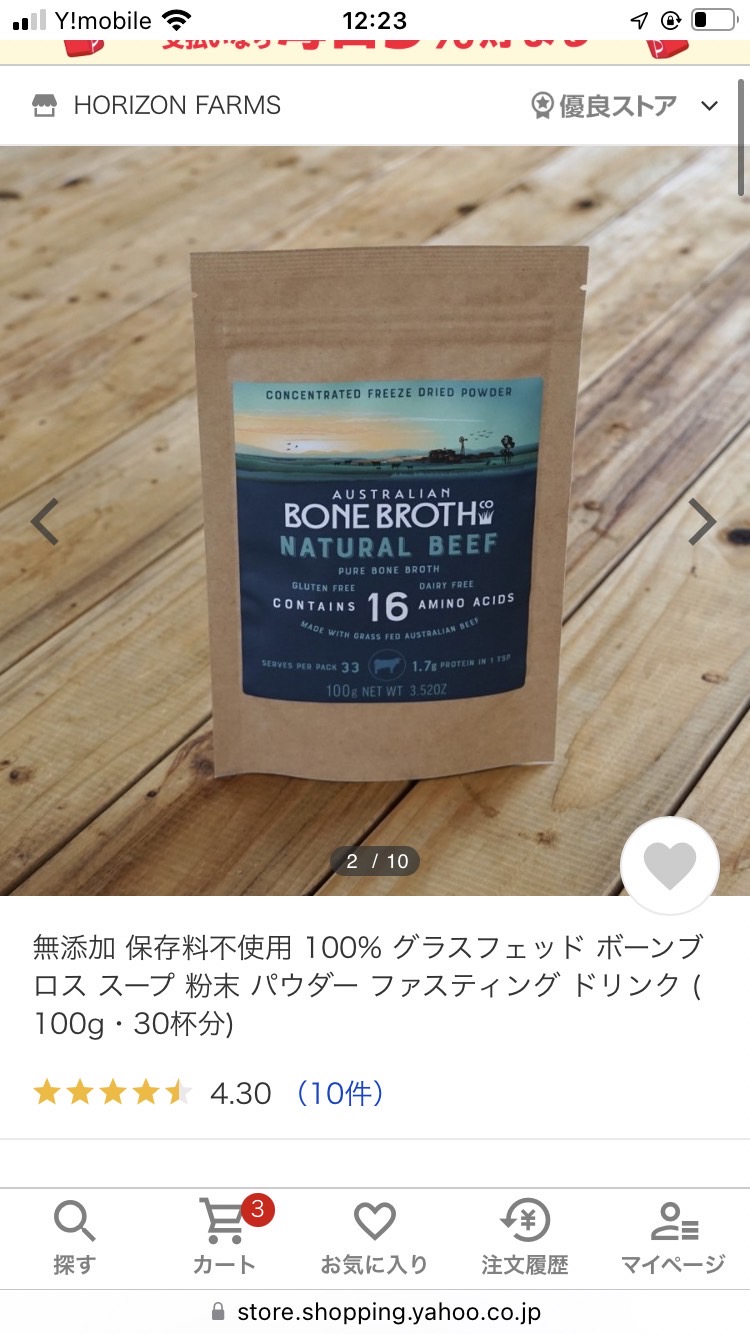 Y!mobile
12:23
HORIZON FARMS
優良ストア
CONCENTRATED FREEZE DRIED POWDER
AUSTRALIAN
BONE BROTH CO
NATURAL BEEF
PURE BONE BROTH
GLUTEN FREE
DAIRY FREE
CONTAINS 16 AMINO ACIDS
MADE WITH GRASS FED AUSTRALIAN BEEF
SERVES PER PACK 33
1.7g PROTEIN IN 1 TSP
100g NET WT 3.52OZ
2 / 10
無添加 保存料不使用 100% グラスフェッド ボーンブ
ロス スープ 粉末 パウダー ファスティング ドリンク (
100g・30杯分)
4.30 (10件)
3
探す
カート
お気に入り
注文履歴
マイページ
store.shopping.yahoo.co.jp